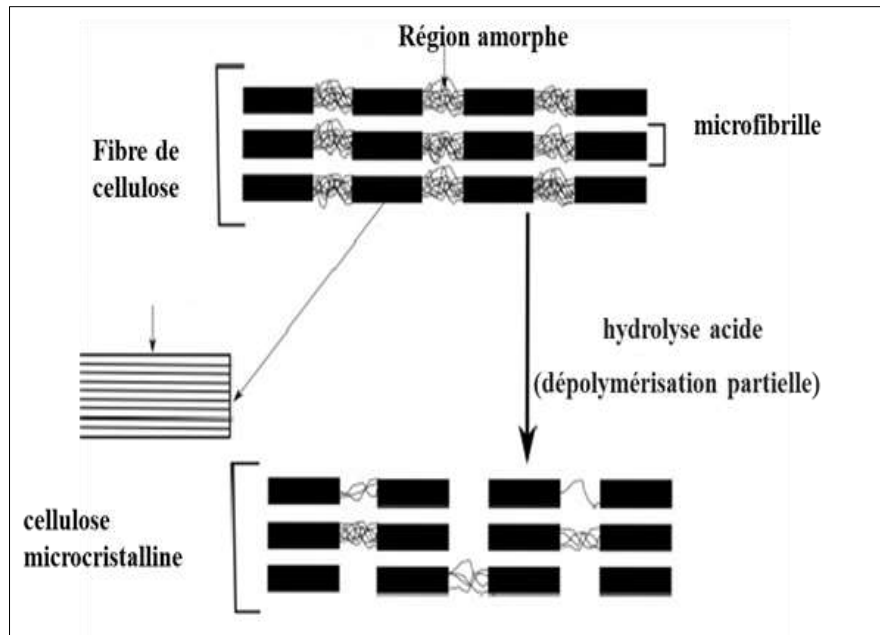 Région amorphe
microfibrille
Fibre de
cellulose
hydrolyse acide
(dépolymérisation partielle)
cellulose
microcristalline